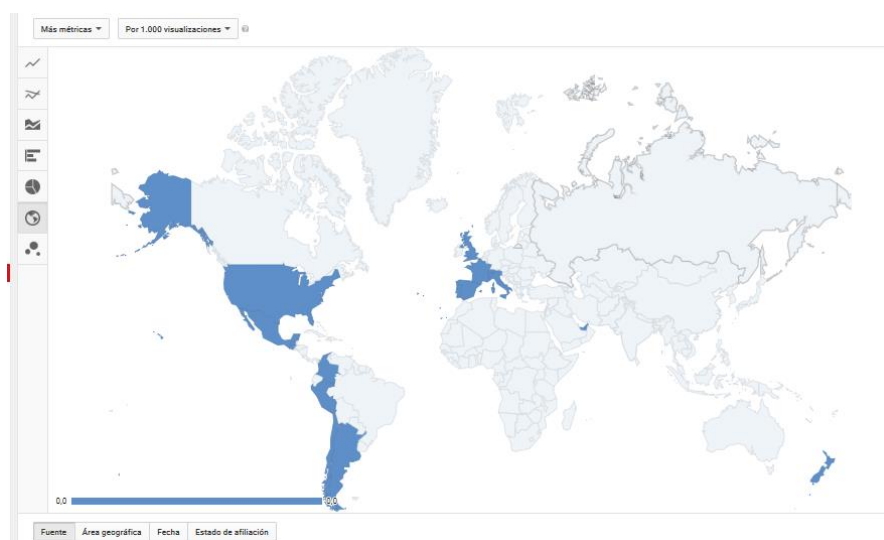 Más métricas Por 1.000 visualizaciones
0,0 0,0
Fuente Área geográfica Fecha Estado de afiliación